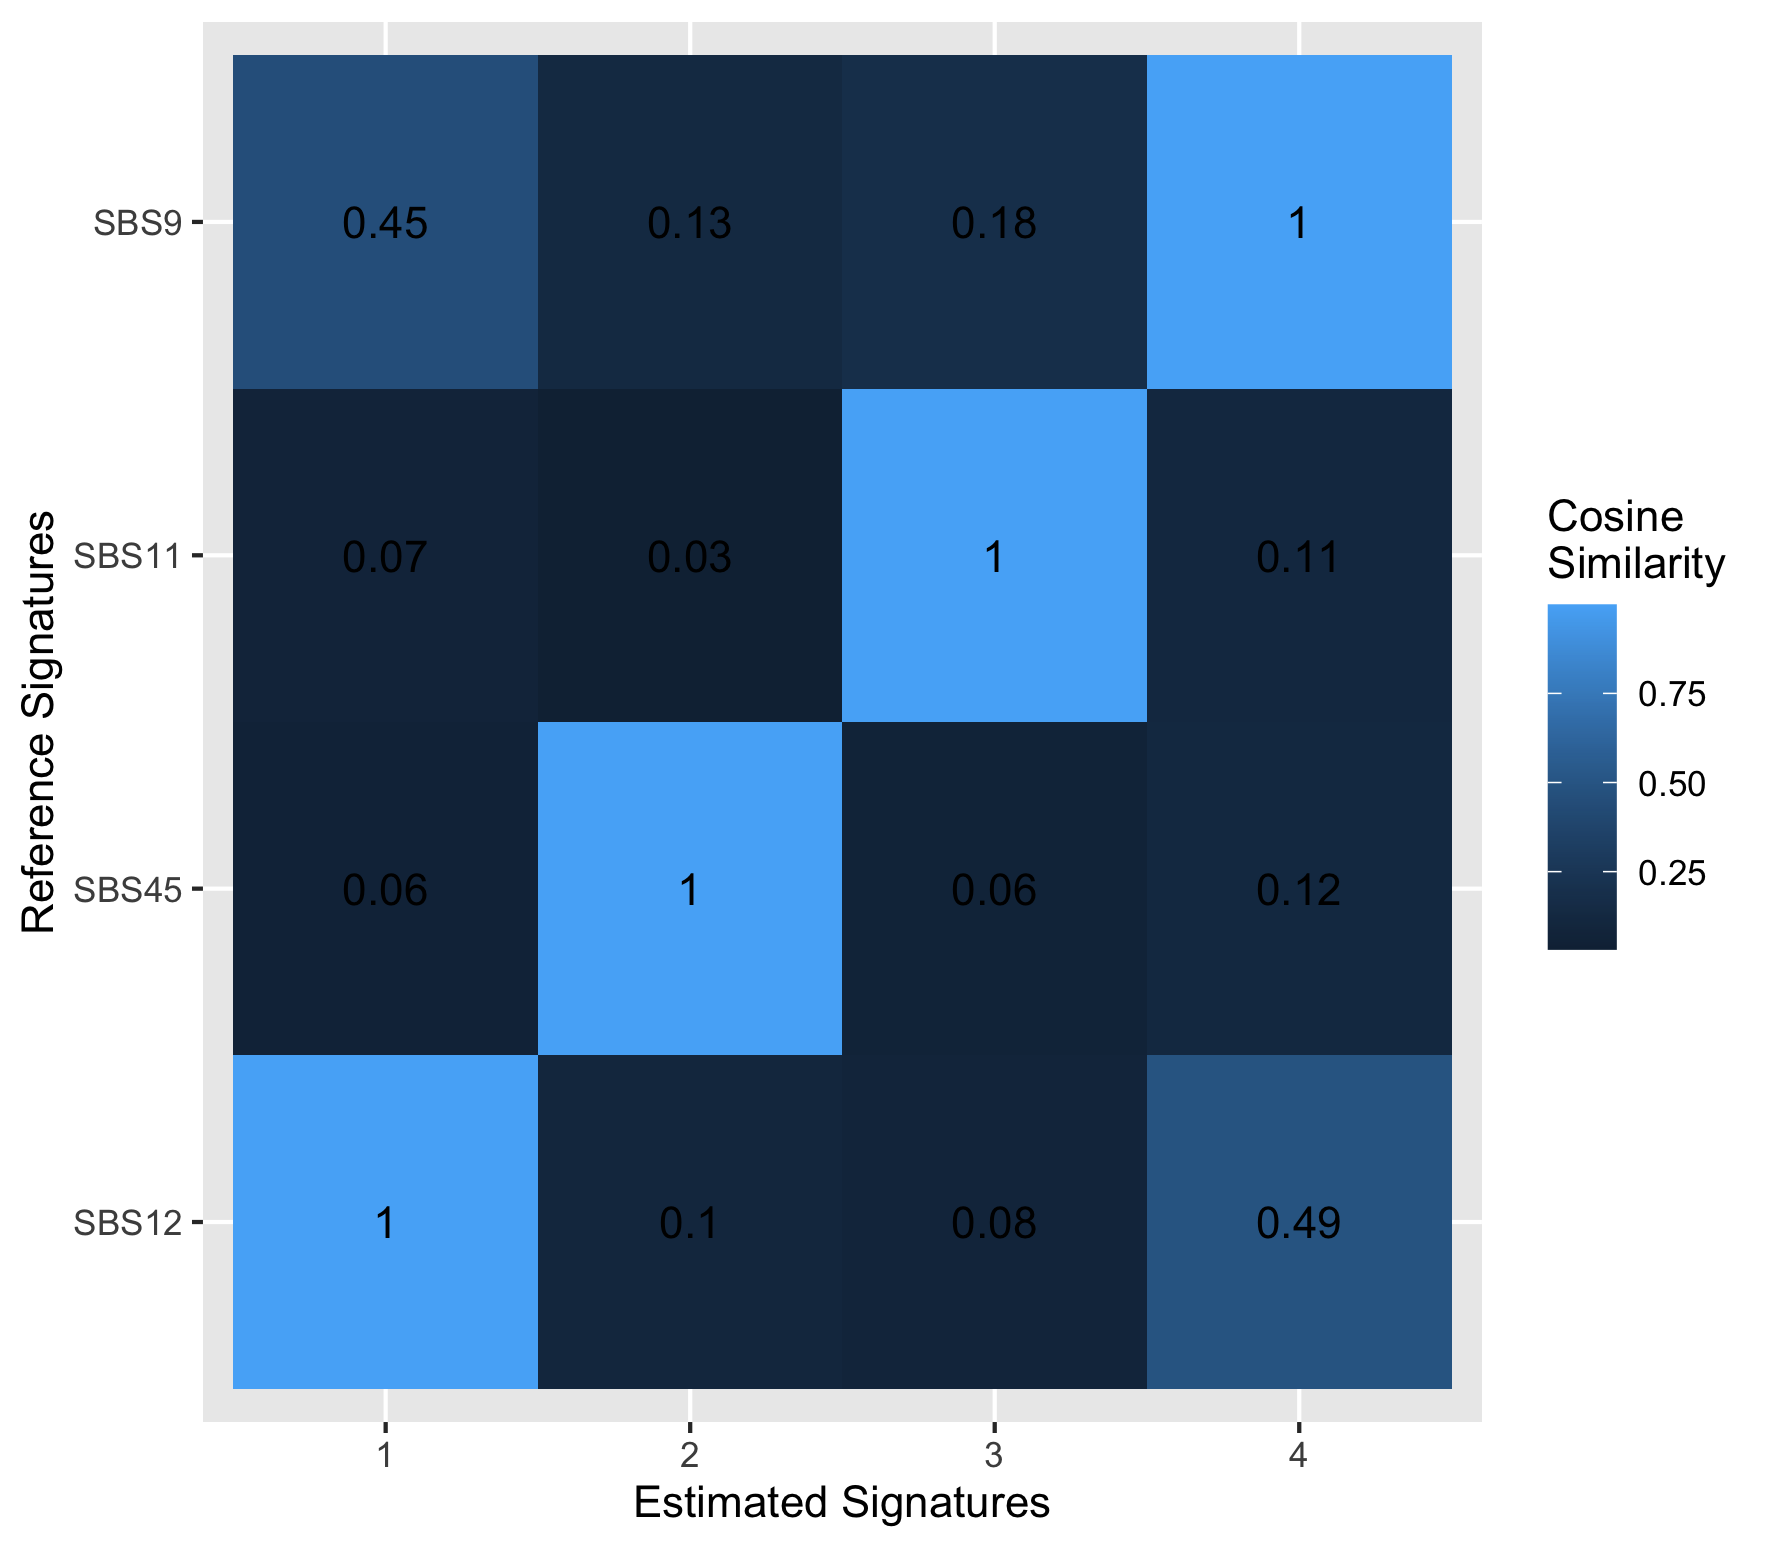 Reference Signatures
SBS9
0.45 0.13 0.18 1
SBS11
0.07 0.03 1 0.11
SBS45
0.06 1 0.06 0.12
SBS12
1 0.1 0.08 0.49
1 2 3 4
Estimated Signatures
Cosine
Similarity
0.75
0.50
0.25